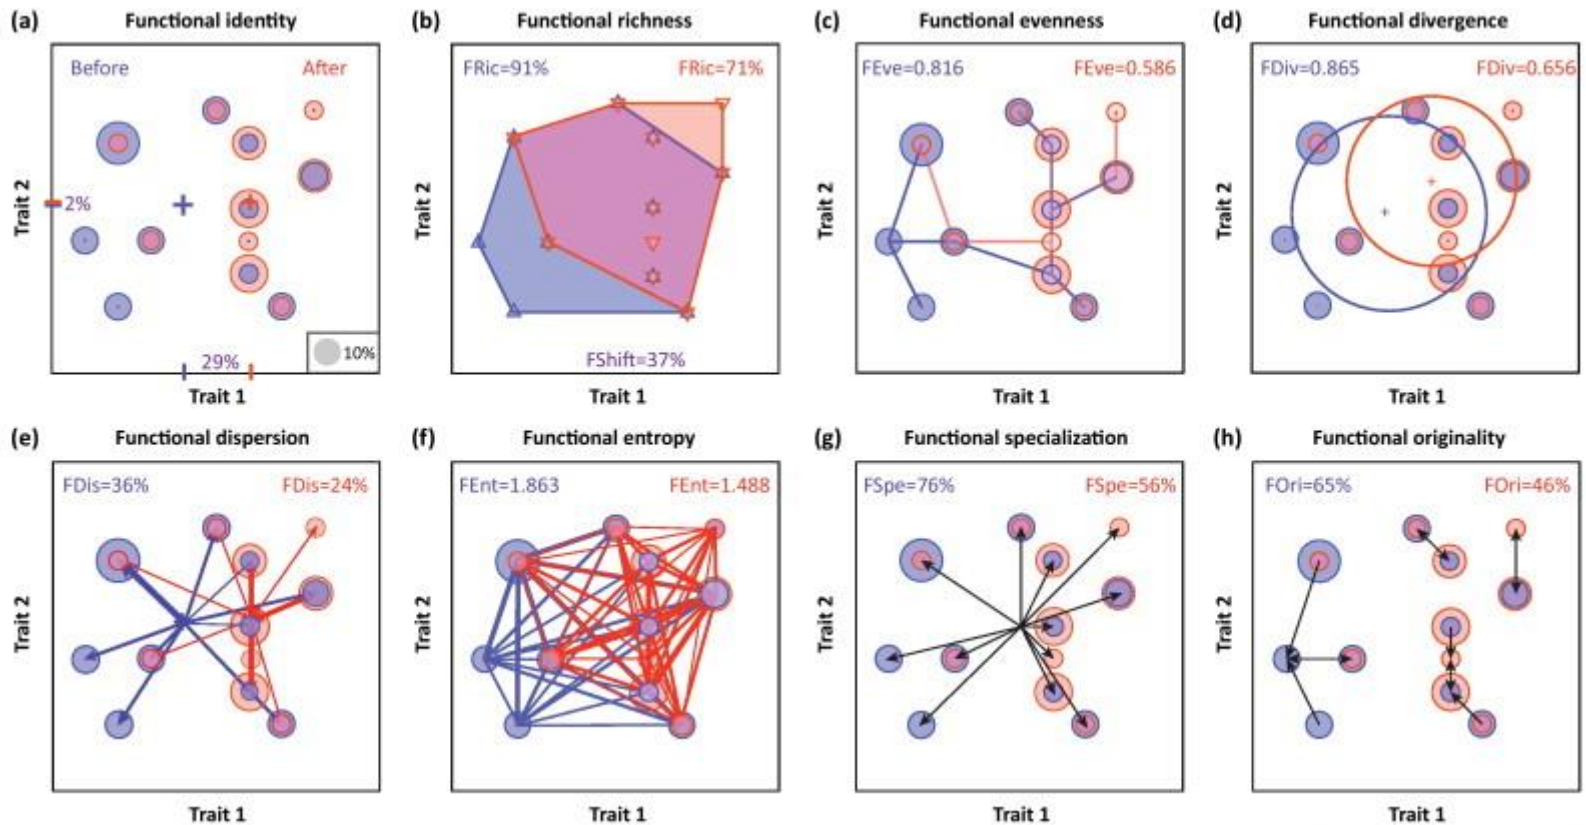 (a) Functional identity
Before After
Trait 2
2%
29%
10%
Trait 1
(b) Functional richness
FRic=91% FRic=71%
Trait 2
FShift=37%
Trait 1
(c) Functional evenness
FEve=0.816 FEve=0.586
Trait 2
Trait 1
(d) Functional divergence
FDiv=0.865 FDiv=0.656
Trait 2
Trait 1
(e) Functional dispersion
FDis=36% FDis=24%
Trait 2
Trait 1
(f) Functional entropy
FEnt=1.863 FEnt=1.488
Trait 2
Trait 1
(g) Functional specialization
FSpe=76% FSpe=56%
Trait 2
Trait 1
(h) Functional originality
FOri=65% FOri=46%
Trait 2
Trait 1